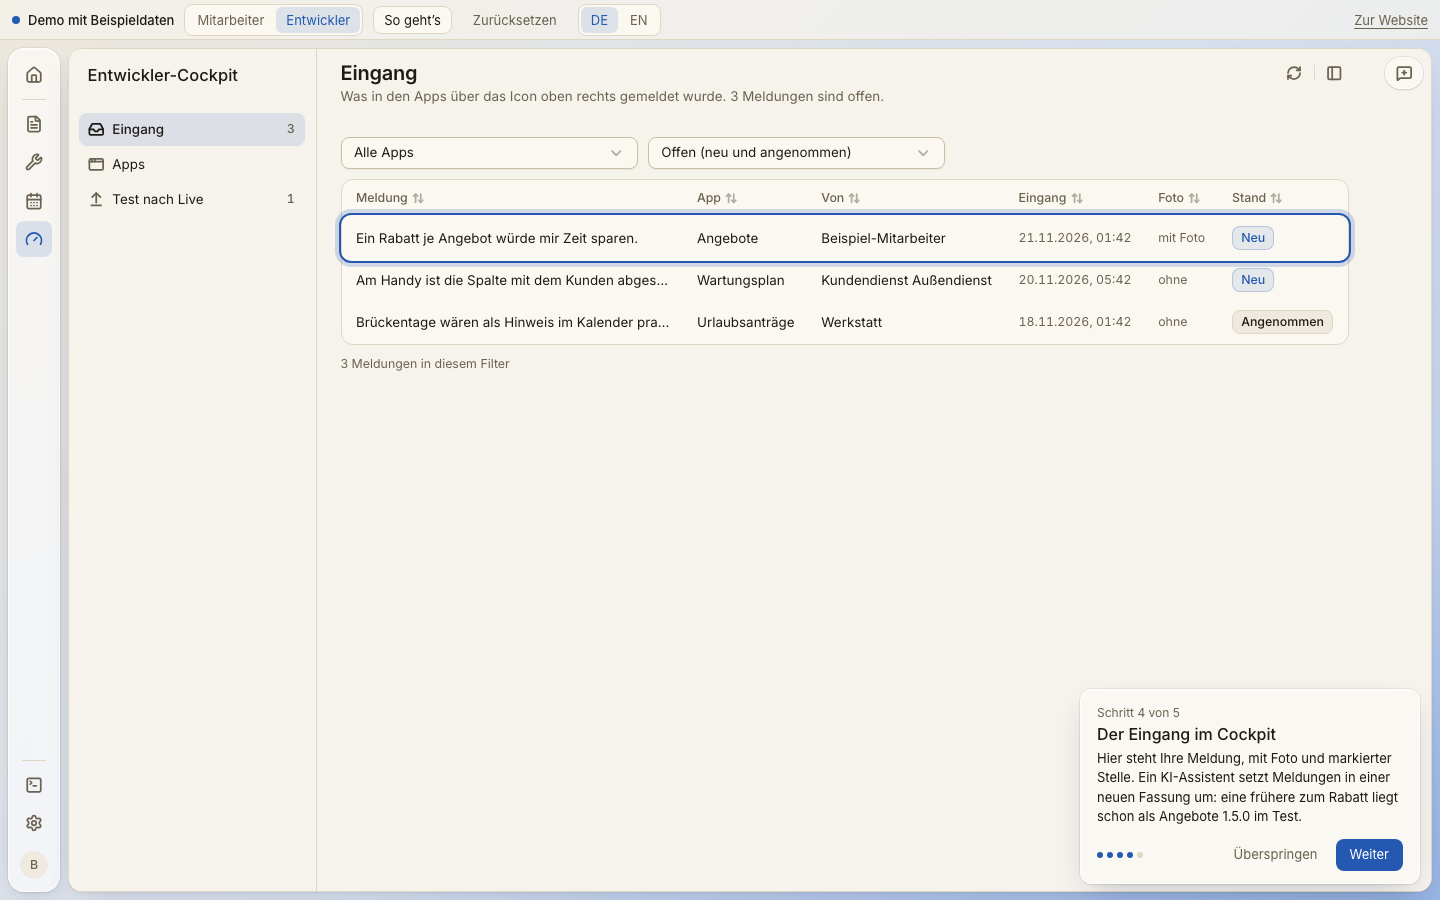 Demo mit Beispieldaten
Mitarbeiter
Entwickler
So geht's
Zurücksetzen
DE
EN
Zur Website
Entwickler-Cockpit
Eingang
3
Apps
Test nach Live
1
B
Eingang
Was in den Apps über das Icon oben rechts gemeldet wurde. 3 Meldungen sind offen.
Alle Apps
Offen (neu und angenommen)
Meldung App Von Eingang Foto Stand
Ein Rabatt je Angebot würde mir Zeit sparen. Angebote Beispiel-Mitarbeiter 21.11.2026, 01:42 mit Foto Neu
Am Handy ist die Spalte mit dem Kunden abges… Wartungsplan Kundendienst Außendienst 20.11.2026, 05:42 ohne Neu
Brückentage wären als Hinweis im Kalender pra… Urlaubsanträge Werkstatt 18.11.2026, 01:42 ohne Angenommen
3 Meldungen in diesem Filter
Schritt 4 von 5
Der Eingang im Cockpit
Hier steht Ihre Meldung, mit Foto und markierter
Stelle. Ein KI-Assistent setzt Meldungen in einer
neuen Fassung um: eine frühere zum Rabatt liegt
schon als Angebote 1.5.0 im Test.
Überspringen
Weiter